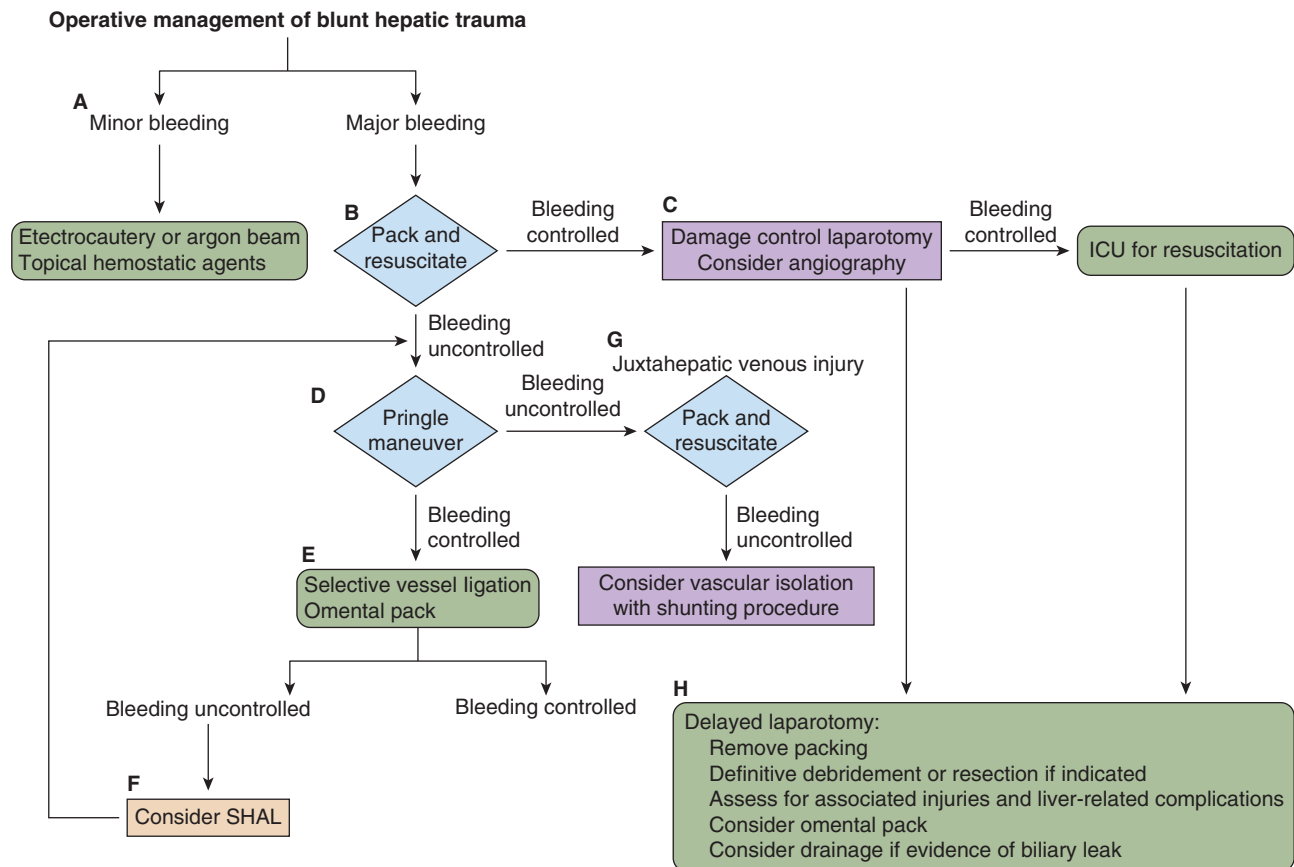 Operative management of blunt hepatic trauma
A
Minor bleeding
Major bleeding
Etectrocautery or argon beam
Topical hemostatic agents
B
Pack and
resuscitate
Bleeding
controlled
C
Damage control laparotomy
Consider angiography
Bleeding
controlled
ICU for resuscitation
Bleeding
uncontrolled
D
Pringle
maneuver
Bleeding
uncontrolled
G
Juxtahepatic venous injury
Pack and
resuscitate
Bleeding
controlled
Bleeding
uncontrolled
E
Selective vessel ligation
Omental pack
Consider vascular isolation
with shunting procedure
Bleeding uncontrolled
Bleeding controlled
F
Consider SHAL
H
Delayed laparotomy:
Remove packing
Definitive debridement or resection if indicated
Assess for associated injuries and liver-related complications
Consider omental pack
Consider drainage if evidence of biliary leak